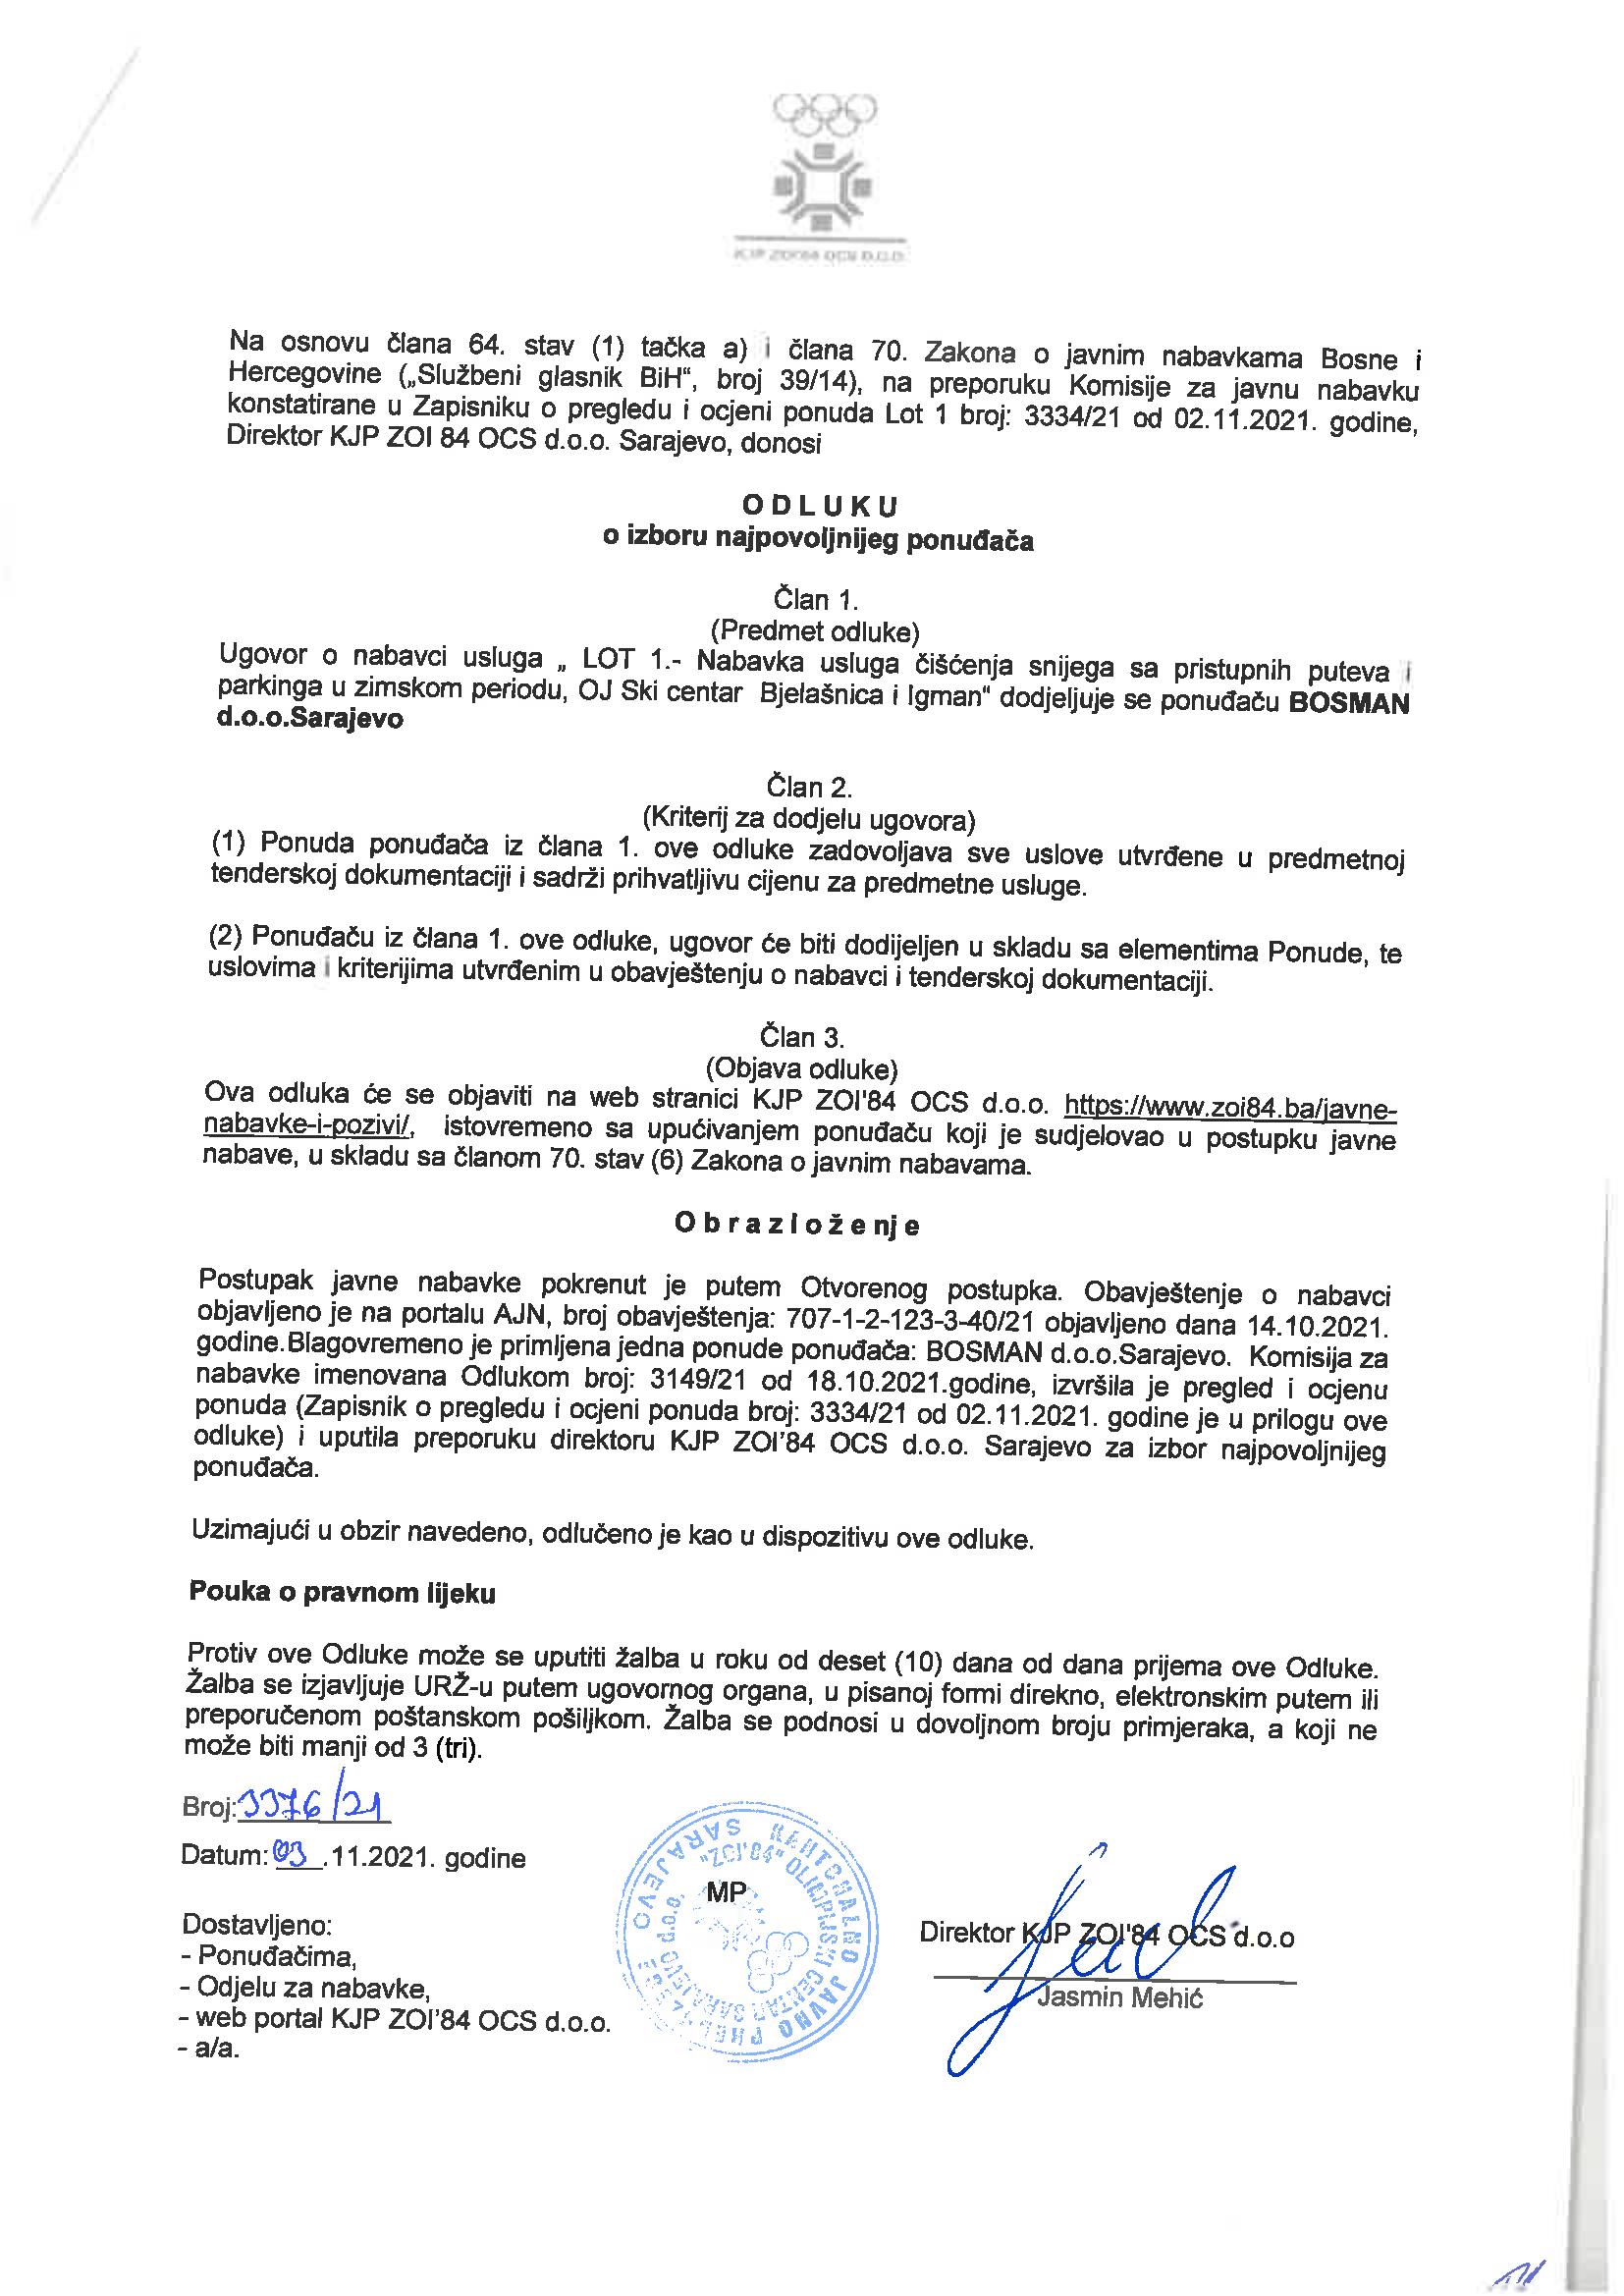 KJP ZOI'84 OCS D.O.O.
Na osnovu člana 64. stav (1) tačka a) i člana 70. Zakona o javnim nabavkama Bosne i
Hercegovine („Službeni glasnik BiH“, broj 39/14), na preporuku Komisije za javnu nabavku
konstatirane u Zapisniku o pregledu i ocjeni ponuda Lot 1 broj: 3334/21 od 02.11.2021. godine,
Direktor KJP ZOI 84 OCS d.o.o. Sarajevo, donosi
O D L U K U
o izboru najpovoljnijeg ponuđača
Član 1.
(Predmet odluke)
Ugovor o nabavci usluga „ LOT 1.- Nabavka usluga čišćenja snijega sa pristupnih puteva i
parkinga u zimskom periodu, OJ Ski centar Bjelašnica i Igman“ dodjeljuje se ponuđaču BOSMAN
d.o.o.Sarajevo
Član 2.
(Kriterij za dodjelu ugovora)
(1) Ponuda ponuđača iz člana 1. ove odluke zadovoljava sve uslove utvrđene u predmetnoj
tenderskoj dokumentaciji i sadrži prihvatljivu cijenu za predmetne usluge.
(2) Ponuđaču iz člana 1. ove odluke, ugovor će biti dodijeljen u skladu sa elementima Ponude, te
uslovima i kriterijima utvrđenim u obavještenju o nabavci i tenderskoj dokumentaciji.
Član 3.
(Objava odluke)
Ova odluka će se objaviti na web stranici KJP ZOI'84 OCS d.o.o. https://www.zoi84.ba/javne-
nabavke-i-pozivi/, istovremeno sa upućivanjem ponuđaču koji je sudjelovao u postupku javne
nabave, u skladu sa članom 70. stav (6) Zakona o javnim nabavama.
O b r a z l o ž e nj e
Postupak javne nabavke pokrenut je putem Otvorenog postupka. Obavještenje o nabavci
objavljeno je na portalu AJN, broj obavještenja: 707-1-2-123-3-40/21 objavljeno dana 14.10.2021.
godine.Blagovremeno je primljena jedna ponude ponuđača: BOSMAN d.o.o.Sarajevo. Komisija za
nabavke imenovana Odlukom broj: 3149/21 od 18.10.2021.godine, izvršila je pregled i ocjenu
ponuda (Zapisnik o pregledu i ocjeni ponuda broj: 3334/21 od 02.11.2021. godine je u prilogu ove
odluke) i uputila preporuku direktoru KJP ZOI'84 OCS d.o.o. Sarajevo za izbor najpovoljnijeg
ponuđača.
Uzimajući u obzir navedeno, odlučeno je kao u dispozitivu ove odluke.
Pouka o pravnom lijeku
Protiv ove Odluke može se uputiti žalba u roku od deset (10) dana od dana prijema ove Odluke.
Žalba se izjavljuje URŽ-u putem ugovornog organa, u pisanoj formi direkno, elektronskim putem ili
preporučenom poštanskom pošiljkom. Žalba se podnosi u dovoljnom broju primjeraka, a koji ne
može biti manji od 3 (tri).
Broj: 3376/21
Datum: 03.11.2021. godine
MP
KANTONALNO JAVNO PREDUZEĆE SARAJEVO
"ZOI'84" OLIMPIJSKI CENTAR SARAJEVO D.O.O.
Direktor KJP ZOI'84 OCS d.o.o
Jasmin Mehić
Dostavljeno:
- Ponuđačima,
- Odjelu za nabavke,
- web portal KJP ZOI'84 OCS d.o.o.
- a/a.